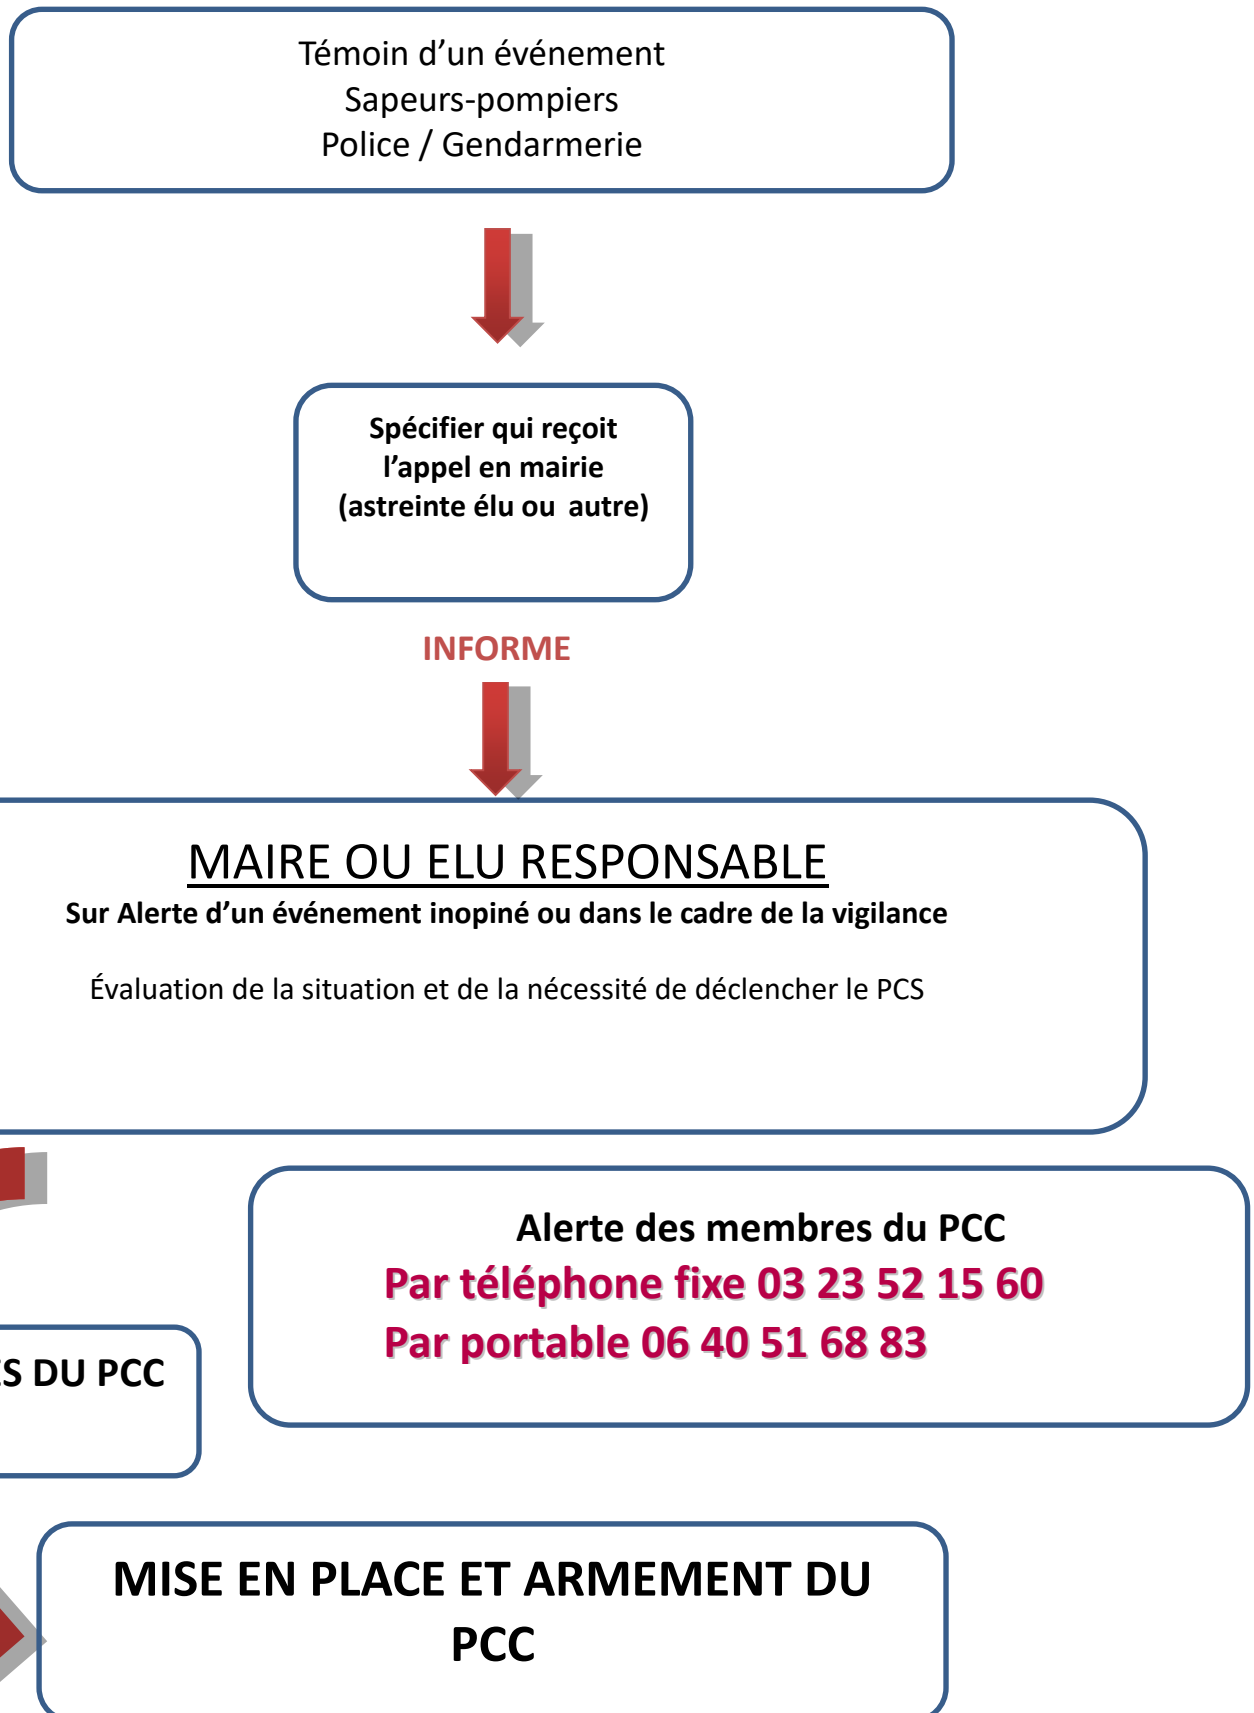 Témoin d’un événement
Sapeurs-pompiers
Police / Gendarmerie
Spécifier qui reçoit
l’appel en mairie
(astreinte élu ou autre)
INFORME
MAIRE OU ELU RESPONSABLE
Sur Alerte d’un événement inopiné ou dans le cadre de la vigilance
Évaluation de la situation et de la nécessité de déclencher le PCS
Alerte des membres du PCC
Par téléphone fixe 03 23 52 15 60
Par portable 06 40 51 68 83
DU PCC
MISE EN PLACE ET ARMEMENT DU
PCC